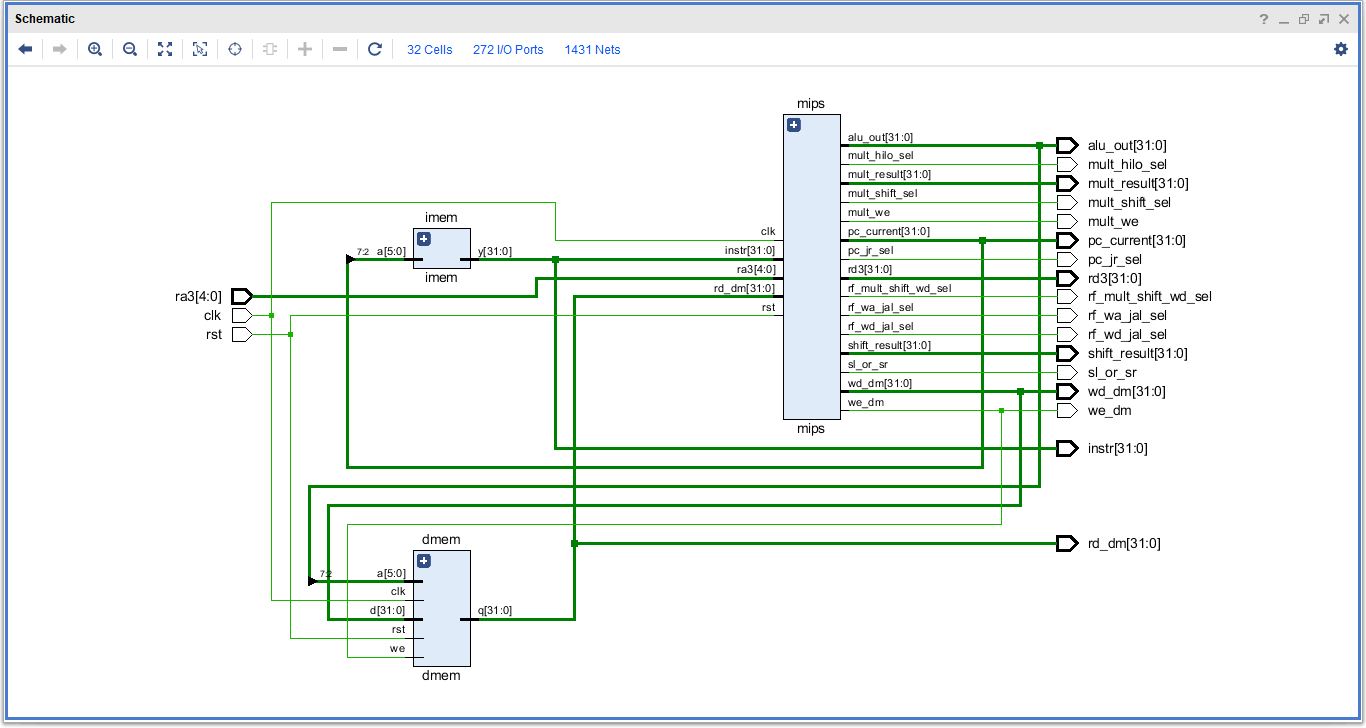 Schematic
32 Cells 272 I/O Ports 1431 Nets
mips
alu_out[31:0] alu_out[31:0]
mult_hilo_sel mult_hilo_sel
mult_result[31:0] mult_result[31:0]
mult_shift_sel mult_shift_sel
mult_we mult_we
imem
clk pc_current[31:0] pc_current[31:0]
7:2 a[5:0] y[31:0] instr[31:0] pc_jr_sel pc_jr_sel
imem ra3[4:0] rd3[31:0] rd3[31:0]
ra3[4:0] rd_dm[31:0] rf_mult_shift_wd_sel rf_mult_shift_wd_sel
clk rst rf_wa_jal_sel rf_wa_jal_sel
rst rf_wd_jal_sel rf_wd_jal_sel
shift_result[31:0] shift_result[31:0]
sl_or_sr sl_or_sr
wd_dm[31:0] wd_dm[31:0]
we_dm we_dm
mips
instr[31:0]
dmem
rd_dm[31:0]
7:2 a[5:0]
clk
d[31:0] q[31:0]
rst
we
dmem